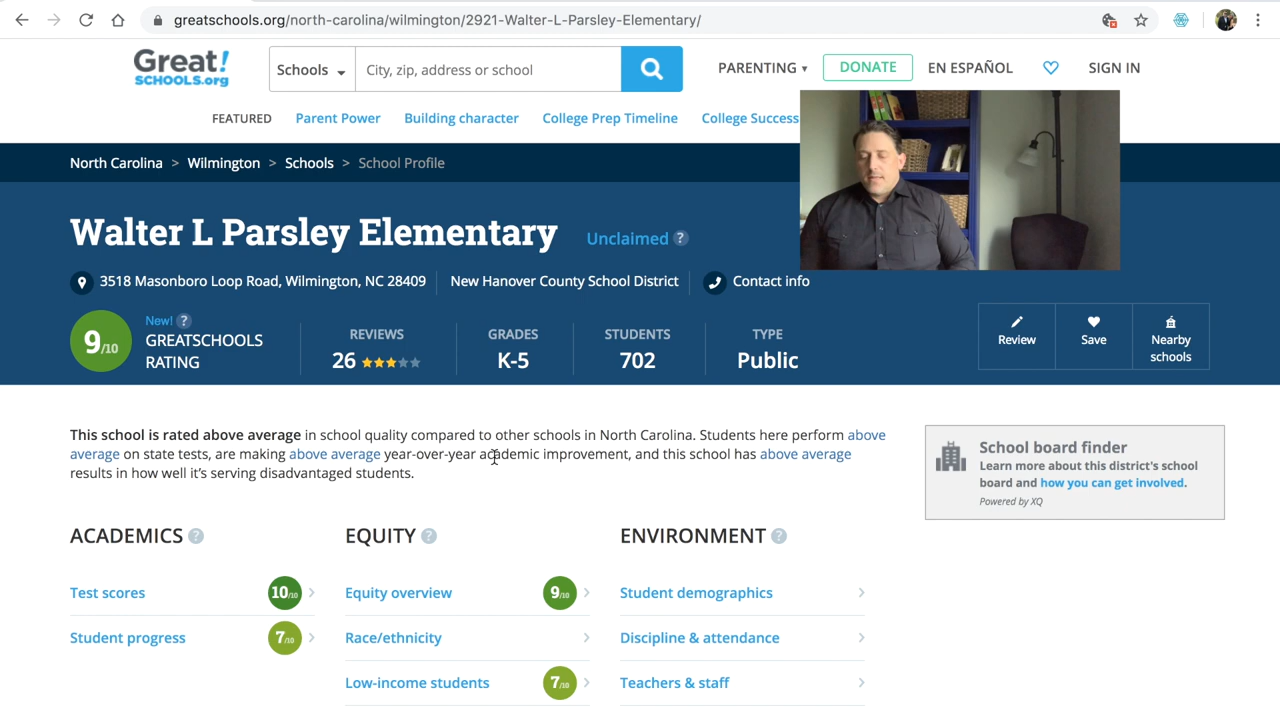 greatschools.org/north-carolina/wilmington/2921-Walter-L-Parsley-Elementary/
Great!
SCHOOLS.org
Schools
City, zip, address or school
PARENTING
DONATE
EN ESPAÑOL
SIGN IN
FEATURED
Parent Power
Building character
College Prep Timeline
College Success
North Carolina > Wilmington > Schools > School Profile
Walter L Parsley Elementary
Unclaimed ?
3518 Masonboro Loop Road, Wilmington, NC 28409
New Hanover County School District
Contact info
9/10
New! ?
GREATSCHOOLS
RATING
REVIEWS
26
GRADES
K-5
STUDENTS
702
TYPE
Public
Review
Save
Nearby
schools
This school is rated above average in school quality compared to other schools in North Carolina. Students here perform above
average on state tests, are making above average year-over-year academic improvement, and this school has above average
results in how well it’s serving disadvantaged students.
School board finder
Learn more about this district's school
board and how you can get involved.
Powered by XQ
ACADEMICS ?
Test scores
10/10
Student progress
7/10
EQUITY ?
Equity overview
9/10
Race/ethnicity
Low-income students
7/10
ENVIRONMENT ?
Student demographics
Discipline & attendance
Teachers & staff